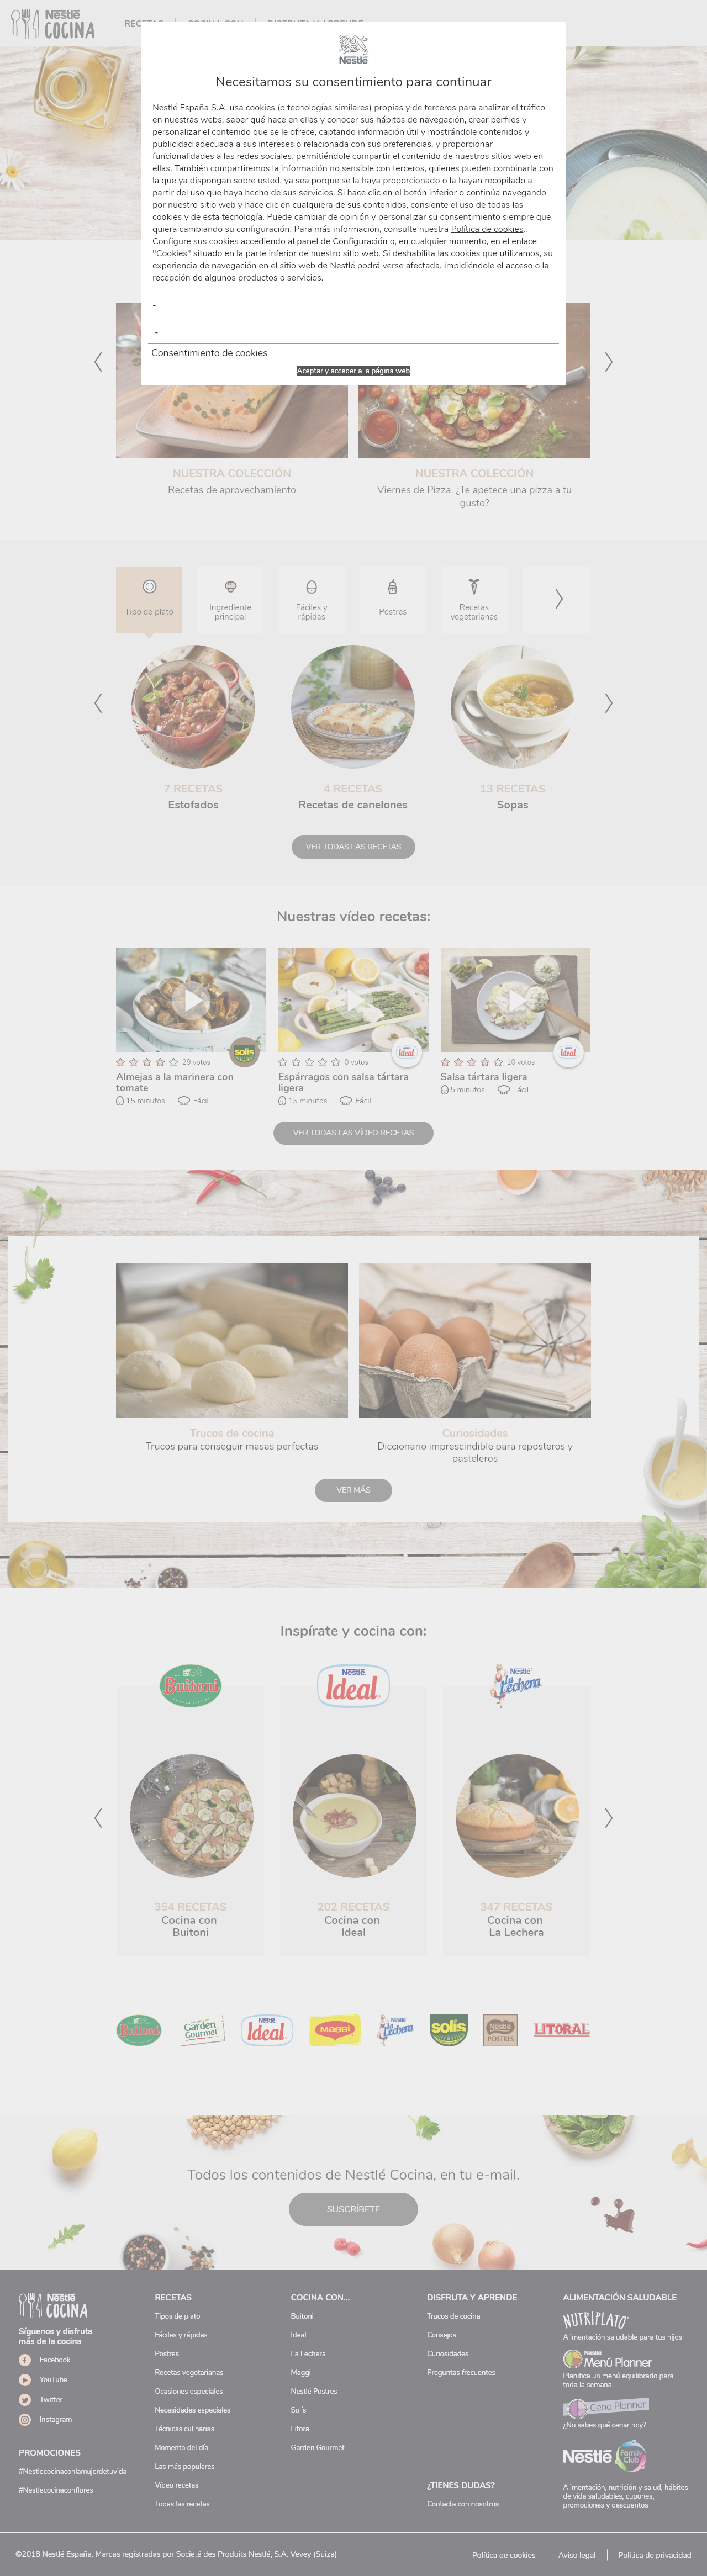 Nestlé
COCINA
RECETAS
COCINA CON
DISFRUTA Y APRENDE
Nestlé
Necesitamos su consentimiento para continuar
Nestlé España S.A. usa cookies (o tecnologías similares) propias y de terceros para analizar el tráfico
en nuestras webs, saber qué hace en ellas y conocer sus hábitos de navegación, crear perfiles y
personalizar el contenido que se le ofrece, captando información útil y mostrándole contenidos y
publicidad adecuada a sus intereses o relacionada con sus preferencias, y proporcionar
funcionalidades a las redes sociales, permitiéndole compartir el contenido de nuestros sitios web en
ellas. También compartiremos la información no sensible con terceros, quienes pueden combinarla con
la que ya dispongan sobre usted, ya sea porque se la haya proporcionado o la hayan recopilado a
partir del uso que haya hecho de sus servicios. Si hace clic en el botón inferior o continúa navegando
por nuestro sitio web y hace clic en cualquiera de sus contenidos, consiente el uso de todas las
cookies y de esta tecnología. Puede cambiar de opinión y personalizar su consentimiento siempre que
quiera cambiando su configuración. Para más información, consulte nuestra Política de cookies..
Configure sus cookies accediendo al panel de Configuración o, en cualquier momento, en el enlace
"Cookies" situado en la parte inferior de nuestro sitio web. Si deshabilita las cookies que utilizamos, su
experiencia de navegación en el sitio web de Nestlé podrá verse afectada, impidiéndole el acceso o la
recepción de algunos productos o servicios.
-
-
Consentimiento de cookies
Aceptar y acceder a la página web
NUESTRA COLECCIÓN
Recetas de aprovechamiento
NUESTRA COLECCIÓN
Viernes de Pizza. ¿Te apetece una pizza a tu
gusto?
Tipo de plato
Ingrediente
principal
Fáciles y
rápidas
Postres
Recetas
vegetarianas
7 RECETAS
Estofados
4 RECETAS
Recetas de canelones
13 RECETAS
Sopas
VER TODAS LAS RECETAS
Nuestras vídeo recetas:
solís
29 votos
Almejas a la marinera con
tomate
15 minutos
Fácil
Ideal
0 votos
Espárragos con salsa tártara
ligera
15 minutos
Fácil
Ideal
10 votos
Salsa tártara ligera
5 minutos
Fácil
VER TODAS LAS VÍDEO RECETAS
Trucos de cocina
Trucos para conseguir masas perfectas
Curiosidades
Diccionario imprescindible para reposteros y
pasteleros
VER MÁS
Inspírate y cocina con:
Buitoni
Nestlé
Ideal
Nestlé
La Lechera
354 RECETAS
Cocina con
Buitoni
202 RECETAS
Cocina con
Ideal
347 RECETAS
Cocina con
La Lechera
Buitoni
Garden
Gourmet
Ideal
MAGGI
La Lechera
solís
Nestlé
POSTRES
LITORAL
Todos los contenidos de Nestlé Cocina, en tu e-mail.
SUSCRÍBETE
Nestlé
COCINA
Síguenos y disfruta
más de la cocina
Facebook
YouTube
Twitter
Instagram
PROMOCIONES
#Nestlecocinaconlamujerdetuvida
#Nestlecocinaconflores
RECETAS
Tipos de plato
Fáciles y rápidas
Postres
Recetas vegetarianas
Ocasiones especiales
Necesidades especiales
Técnicas culinarias
Momento del día
Las más populares
Vídeo recetas
Todas las recetas
COCINA CON...
Buitoni
Ideal
La Lechera
Maggi
Nestlé Postres
Solís
Litoral
Garden Gourmet
DISFRUTA Y APRENDE
Trucos de cocina
Consejos
Curiosidades
Preguntas frecuentes
¿TIENES DUDAS?
Contacta con nosotros
ALIMENTACIÓN SALUDABLE
NUTRIPLATO
Alimentación saludable para tus hijos
Menú Planner
Planifica un menú equilibrado para
toda la semana
Cena Planner
¿No sabes qué cenar hoy?
Nestlé Family Club
Alimentación, nutrición y salud, hábitos
de vida saludables, cupones,
promociones y descuentos
©2018 Nestlé España. Marcas registradas por Societé des Produits Nestlé, S.A. Vevey (Suiza)
Política de cookies
Aviso legal
Política de privacidad